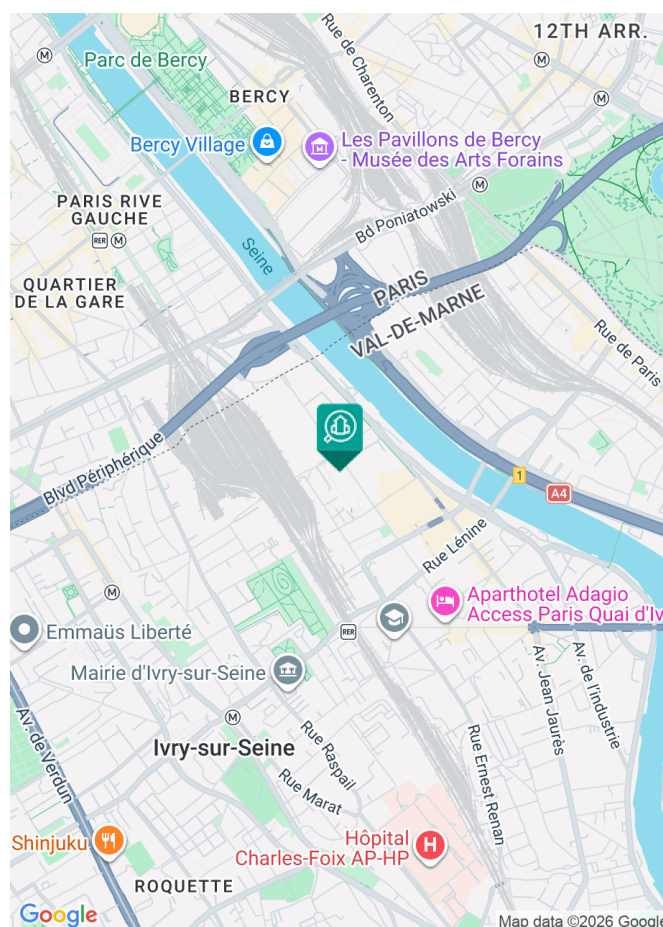 12TH ARR.
Rue de Charenton
M
Parc de Bercy
M
BERCY
M
Bercy Village
Les Pavillons de Bercy
- Musée des Arts Forains
M
PARIS RIVE
GAUCHE
RER M
Bd Poniatowski
Seine
QUARTIER
DE LA GARE
PARIS
VAL-DE-MARNE
Rue de Paris
Blvd Périphérique
1
A4
Rue Lénine
M
Aparthotel Adagio
Access Paris Quai d'Iv
Emmaüs Liberté
RER
Mairie d'Ivry-sur-Seine
Av. Jean Jaurès
Av. de l'industrie
M
Ivry-sur-Seine
Av. de Verdun
Rue Raspail
Rue Marat
Rue Ernest Renan
Shinjuku
Hôpital
Charles-Foix AP-HP
H
ROQUETTE
Google
Map data ©2026 Google